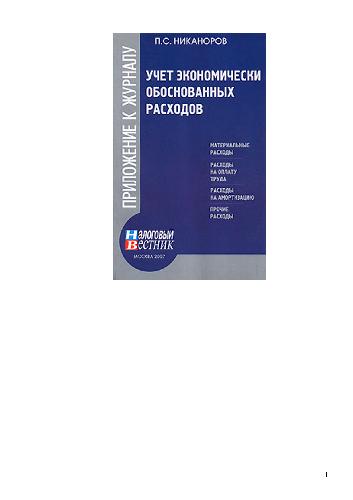 П.С. НИКАНОРОВ
ПРИЛОЖЕНИЕ К ЖУРНАЛУ
УЧЕТ ЭКОНОМИЧЕСКИ
ОБОСНОВАННЫХ
РАСХОДОВ
МАТЕРИАЛЬНЫЕ
РАСХОДЫ
РАСХОДЫ
НА ОПЛАТУ
ТРУДА
РАСХОДЫ
НА АМОРТИЗАЦИЮ
ПРОЧИЕ
РАСХОДЫ
НАЛОГОВЫЙ
ВЕСТНИК
МОСКВА 2007